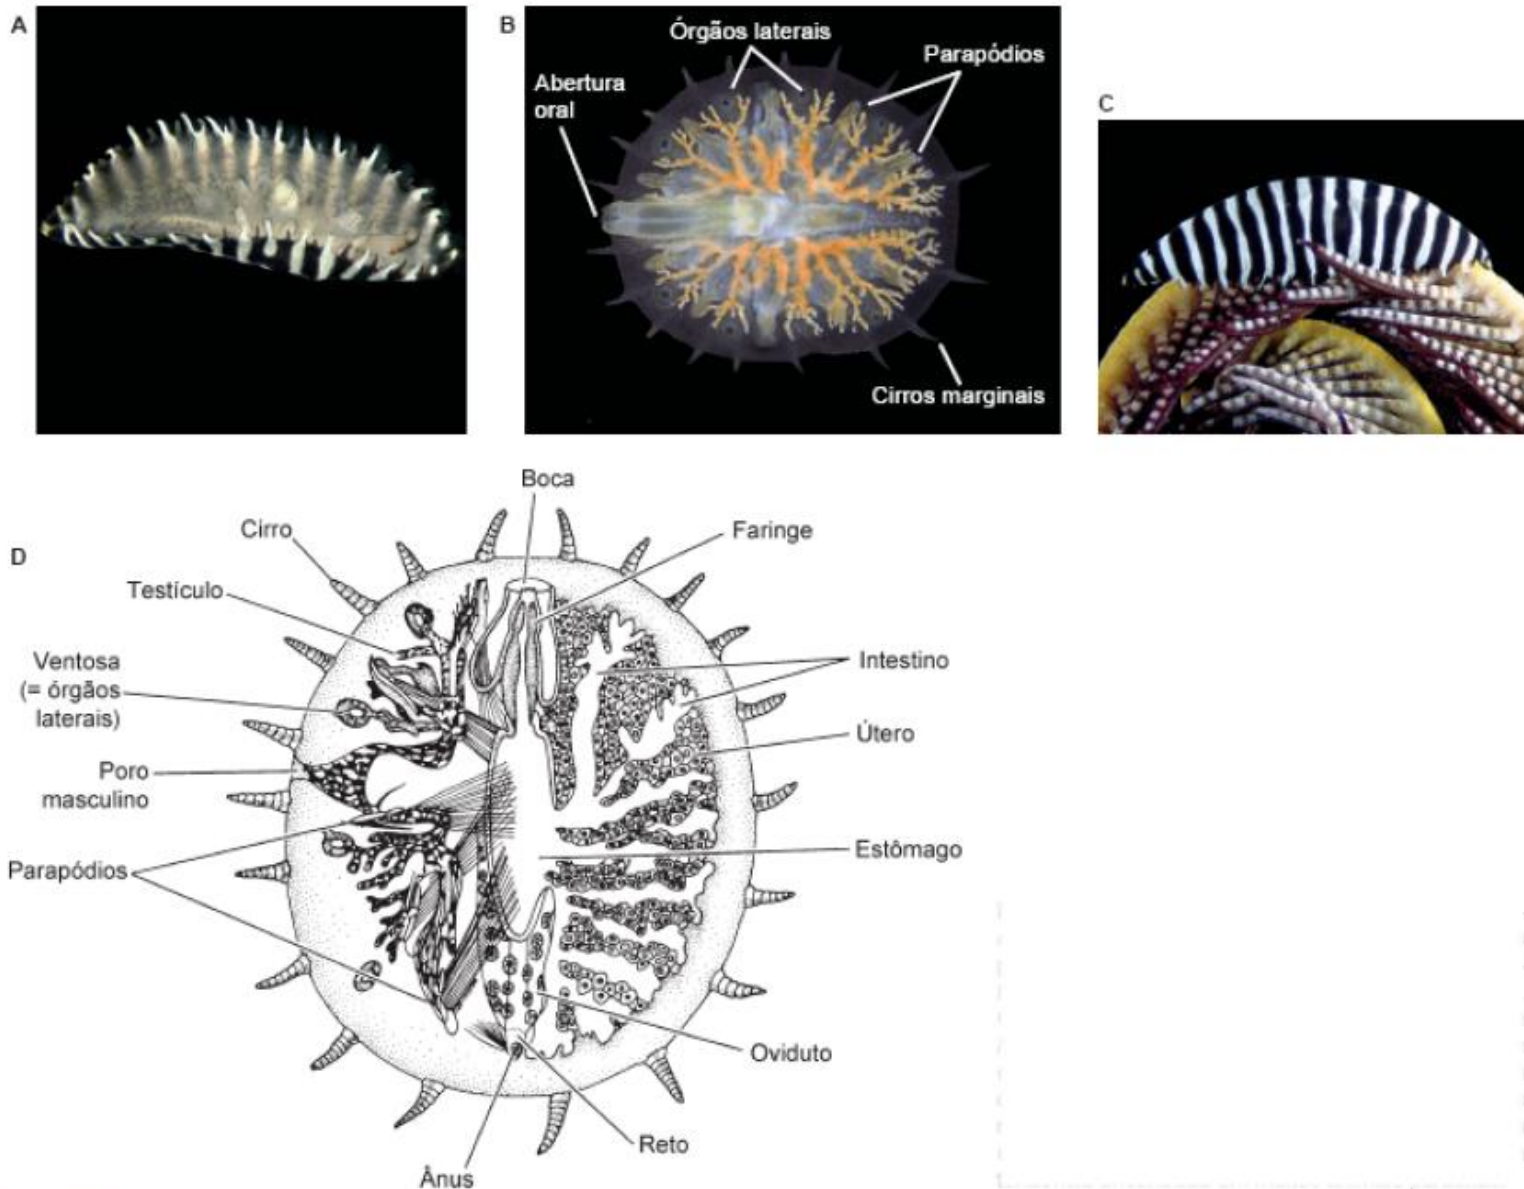 A
B
Órgãos laterais
Parapódios
Abertura
oral
Cirros marginais
C
D
Boca
Cirro
Faringe
Testículo
Ventosa
(= órgãos
laterais)
Intestino
Útero
Poro
masculino
Estômago
Parapódios
Oviduto
Reto
Ânus